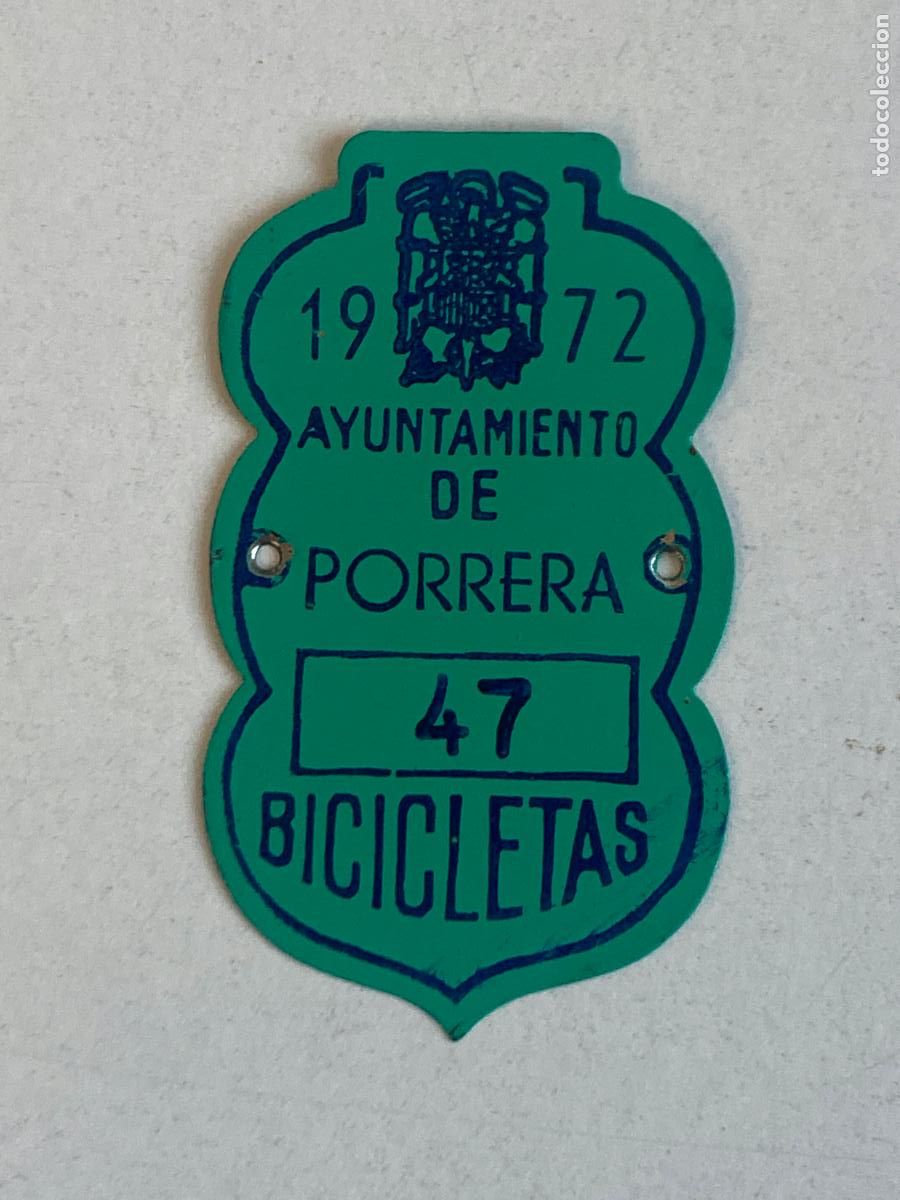 19 72
AYUNTAMIENTO
DE
PORRERA
47
BICICLETAS
todocoleccion